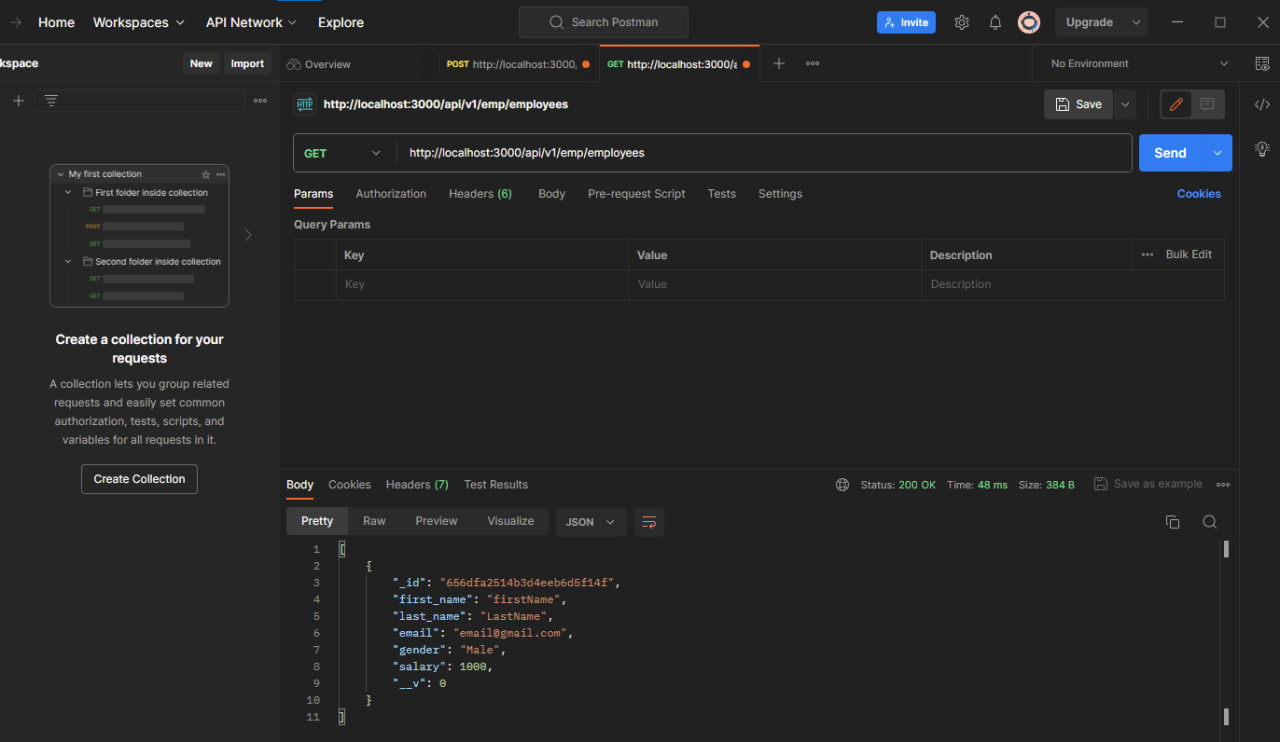 Home Workspaces API Network Explore Search Postman Invite Upgrade
kspace New Import Overview POST http://localhost:3000, GET http://localhost:3000/a No Environment
HTTP http://localhost:3000/api/v1/emp/employees Save
GET http://localhost:3000/api/v1/emp/employees Send
Params Authorization Headers (6) Body Pre-request Script Tests Settings Cookies
Query Params
Key Value Description Bulk Edit
Key Value Description
My first collection
First folder inside collection
GET
POST
GET
Second folder inside collection
GET
GET
Create a collection for your
requests
A collection lets you group related
requests and easily set common
authorization, tests, scripts, and
variables for all requests in it.
Create Collection
Body Cookies Headers (7) Test Results Status: 200 OK Time: 48 ms Size: 384 B Save as example
Pretty Raw Preview Visualize JSON
1 [
2 {
3 "_id": "656dfa2514b3d4eeb6d5f14f",
4 "first_name": "firstName",
5 "last_name": "LastName",
6 "email": "email@gmail.com",
7 "gender": "Male",
8 "salary": 1000,
9 "__v": 0
10 }
11 ]